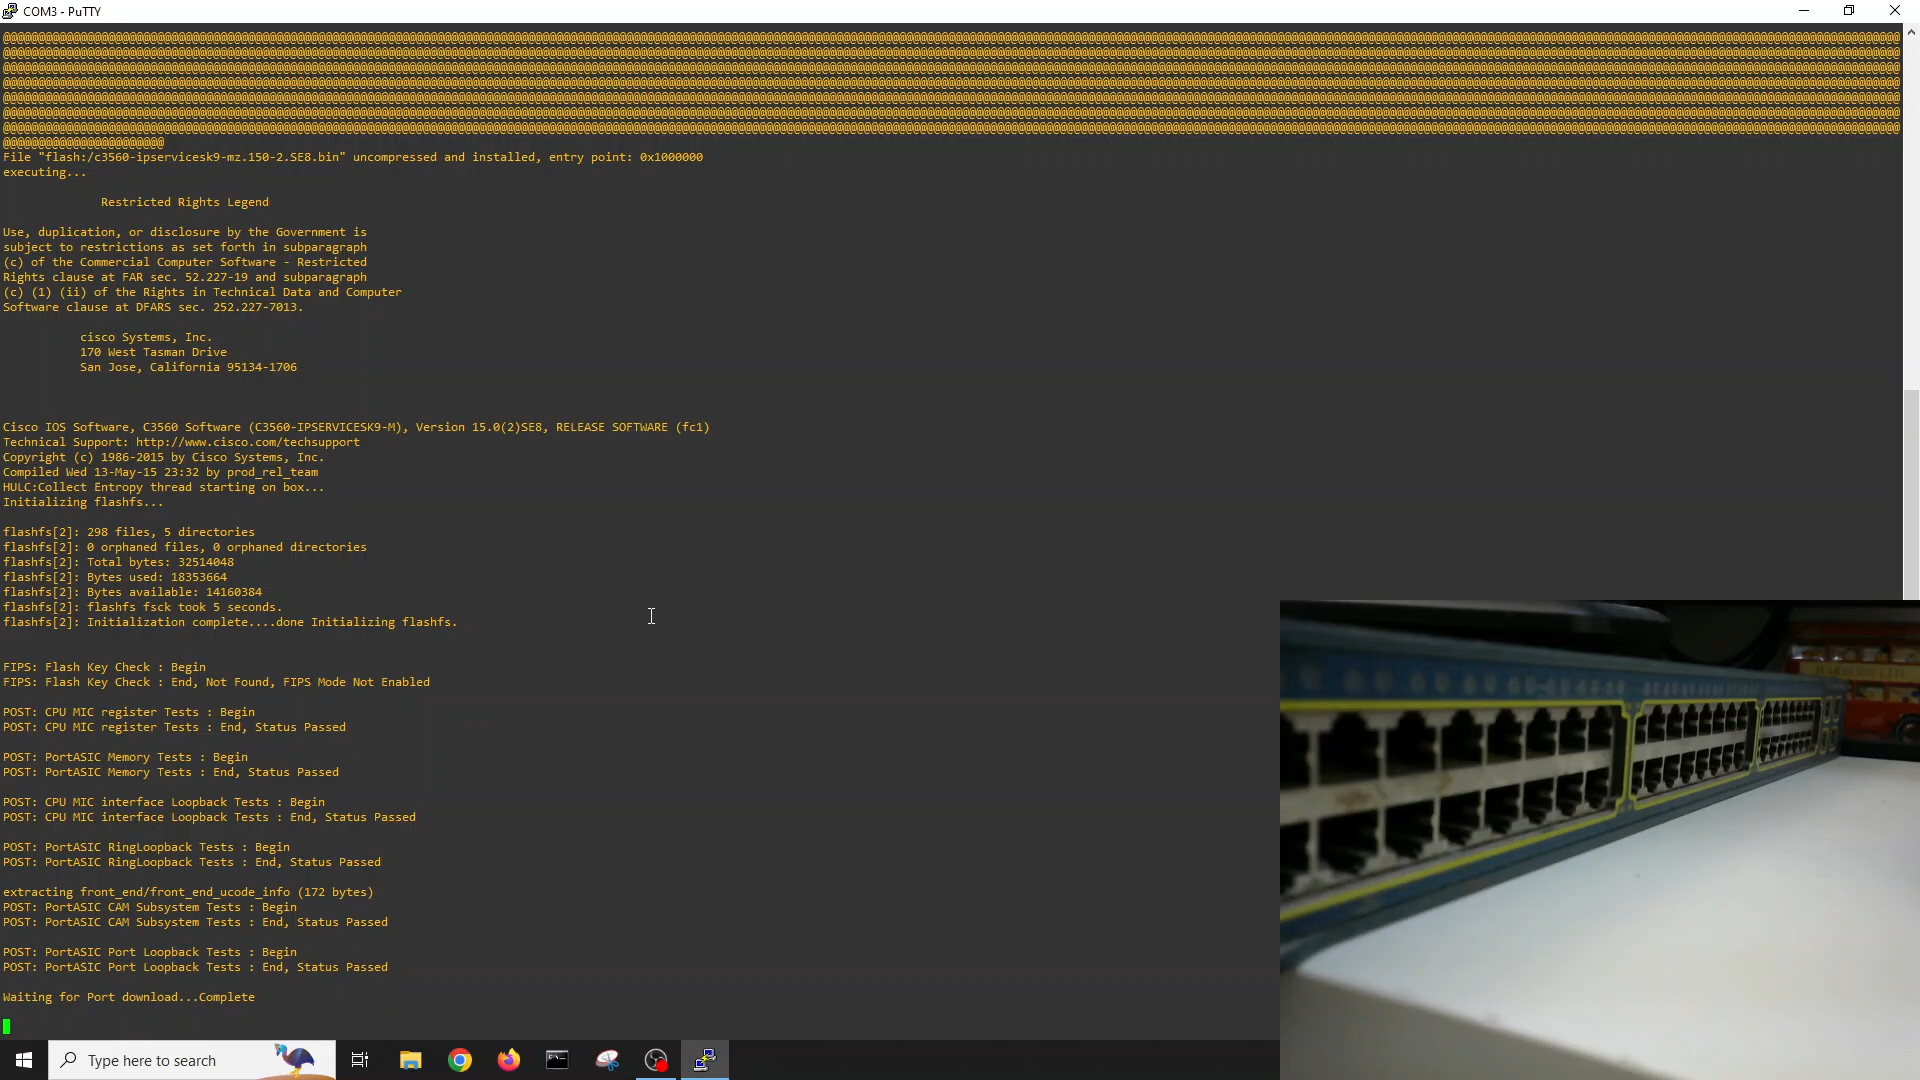 COM3 - PuTTY
File "flash:/c3560-ipservicesk9-mz.150-2.SE8.bin" uncompressed and installed, entry point: 0x1000000
executing...
Restricted Rights Legend
Use, duplication, or disclosure by the Government is
subject to restrictions as set forth in subparagraph
(c) of the Commercial Computer Software - Restricted
Rights clause at FAR sec. 52.227-19 and subparagraph
(c) (1) (ii) of the Rights in Technical Data and Computer
Software clause at DFARS sec. 252.227-7013.
cisco Systems, Inc.
170 West Tasman Drive
San Jose, California 95134-1706
Cisco IOS Software, C3560 Software (C3560-IPSERVICESK9-M), Version 15.0(2)SE8, RELEASE SOFTWARE (fc1)
Technical Support: http://www.cisco.com/techsupport
Copyright (c) 1986-2015 by Cisco Systems, Inc.
Compiled Wed 13-May-15 23:32 by prod_rel_team
HULC:Collect Entropy thread starting on box...
Initializing flashfs...
flashfs[2]: 298 files, 5 directories
flashfs[2]: 0 orphaned files, 0 orphaned directories
flashfs[2]: Total bytes: 32514048
flashfs[2]: Bytes used: 18353664
flashfs[2]: Bytes available: 14160384
flashfs[2]: flashfs fsck took 5 seconds.
flashfs[2]: Initialization complete....done Initializing flashfs.
FIPS: Flash Key Check : Begin
FIPS: Flash Key Check : End, Not Found, FIPS Mode Not Enabled
POST: CPU MIC register Tests : Begin
POST: CPU MIC register Tests : End, Status Passed
POST: PortASIC Memory Tests : Begin
POST: PortASIC Memory Tests : End, Status Passed
POST: CPU MIC interface Loopback Tests : Begin
POST: CPU MIC interface Loopback Tests : End, Status Passed
POST: PortASIC RingLoopback Tests : Begin
POST: PortASIC RingLoopback Tests : End, Status Passed
extracting front_end/front_end_ucode_info (172 bytes)
POST: PortASIC CAM Subsystem Tests : Begin
POST: PortASIC CAM Subsystem Tests : End, Status Passed
POST: PortASIC Port Loopback Tests : Begin
POST: PortASIC Port Loopback Tests : End, Status Passed
Waiting for Port download...Complete
Type here to search